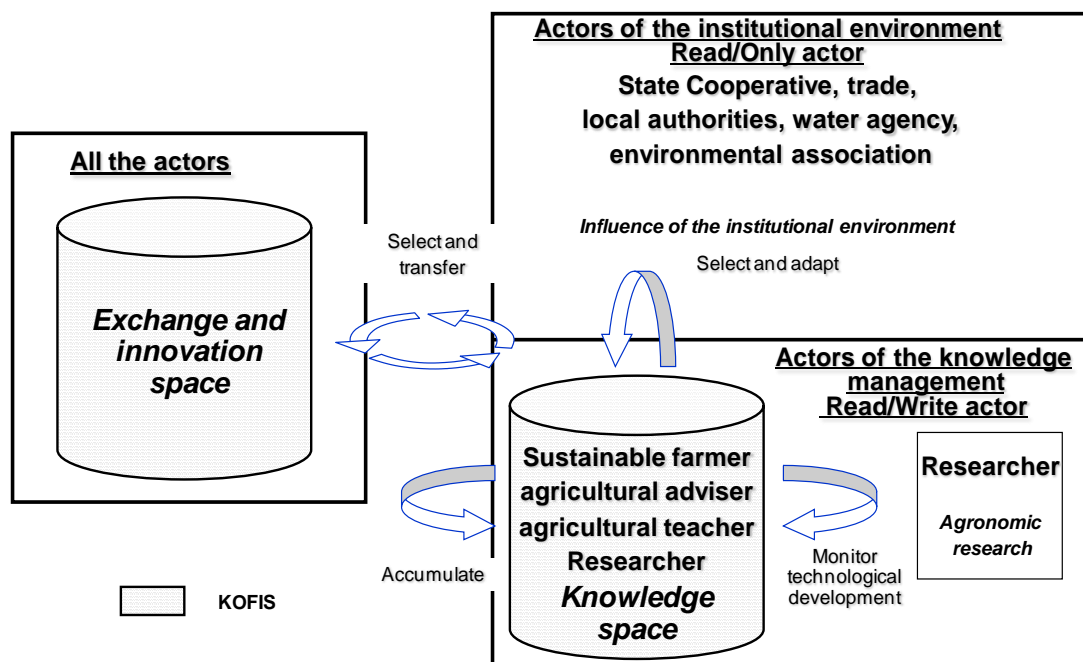 Actors of the institutional environment
Read/Only actor
State Cooperative, trade,
local authorities, water agency,
environmental association
All the actors
Influence of the institutional environment
Select and
transfer
Select and adapt
Exchange and
innovation
space
Actors of the knowledge
management
Read/Write actor
Sustainable farmer
agricultural adviser
agricultural teacher
Researcher
Knowledge
space
Researcher
Agronomic
research
Accumulate
Monitor
technological
development
KOFIS